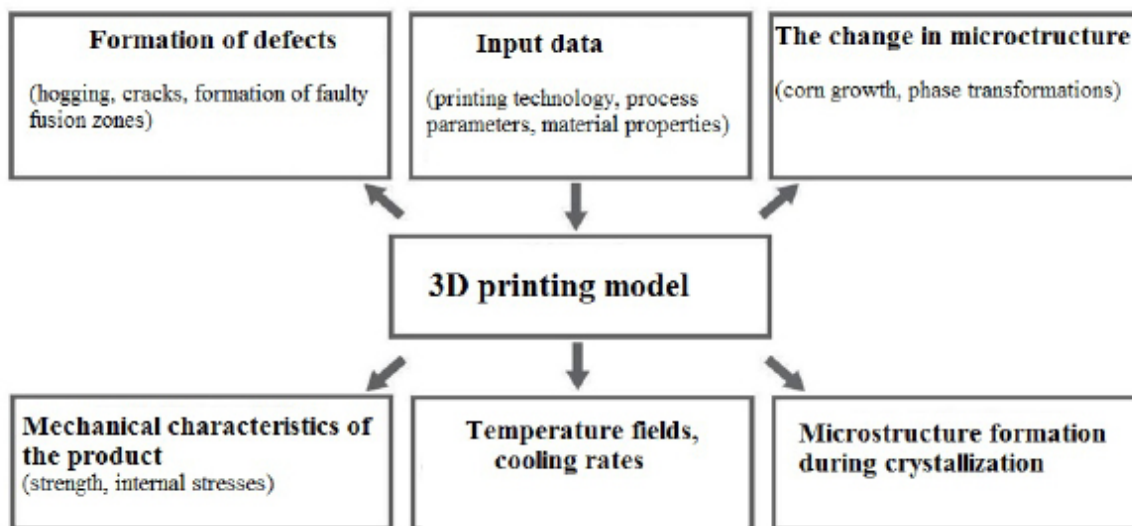 Formation of defects
(hogging, cracks, formation of faulty
fusion zones)
Input data
(printing technology, process
parameters, material properties)
The change in microctructure
(corn growth, phase transformations)
3D printing model
Mechanical characteristics of
the product
(strength, internal stresses)
Temperature fields,
cooling rates
Microstructure formation
during crystallization